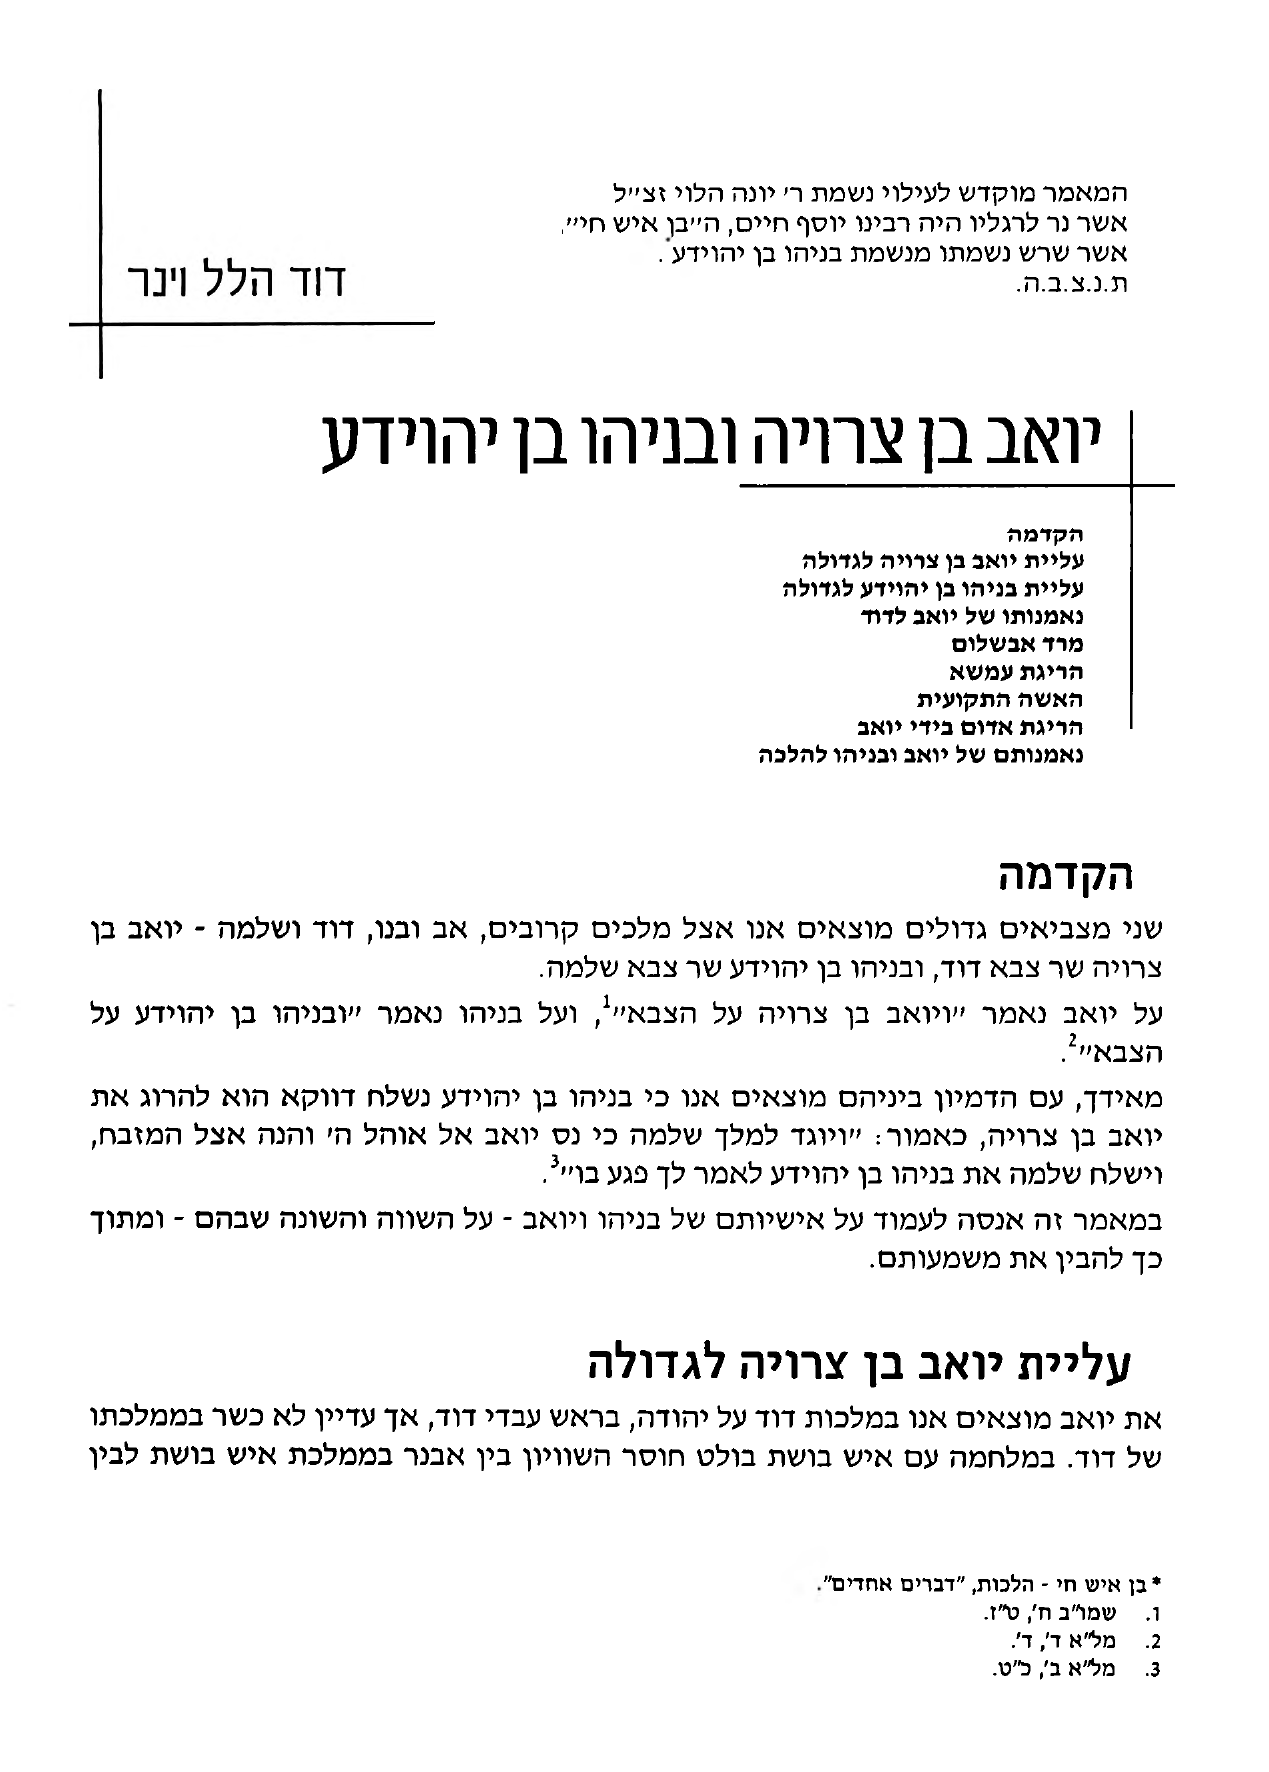 המאמר מוקדש לעילוי נשמת ר' יונה הלוי זצ"ל
אשר נר לרגליו היה רבינו יוסף חיים, ה"בן איש חי",
אשר שרש נשמתו מנשמת בניהו בן יהוידע*.
ת.נ.צ.ב.ה.
דוד הלל וינר
יואב בן צרויה ובניהו בן יהוידע
הקדמה
עליית יואב בן צרויה לגדולה
עליית בניהו בן יהוידע לגדולה
נאמנותו של יואב לדוד
מרד אבשלום
הריגת עמשא
האשה התקועית
הריגת אדום בידי יואב
נאמנותם של יואב ובניהו להלכה
הקדמה
שני מצביאים גדולים מוצאים אנו אצל מלכים קרובים, אב ובנו, דוד ושלמה - יואב בן
צרויה שר צבא דוד, ובניהו בן יהוידע שר צבא שלמה.
על יואב נאמר "ויואב בן צרויה על הצבא"1, ועל בניהו נאמר "ובניהו בן יהוידע על
הצבא"2.
מאידך, עם הדמיון ביניהם מוצאים אנו כי בניהו בן יהוידע נשלח דווקא הוא להרוג את
יואב בן צרויה, כאמור: "ויוגד למלך שלמה כי נס יואב אל אוהל ה' והנה אצל המזבח,
וישלח שלמה את בניהו בן יהוידע לאמר לך פגע בו"3.
במאמר זה אנסה לעמוד על אישיותם של בניהו ויואב - על השווה והשונה שבהם - ומתוך
כך להבין את משמעותם.
עליית יואב בן צרויה לגדולה
את יואב מוצאים אנו במלכות דוד על יהודה, בראש עבדי דוד, אך עדיין לא כשר בממלכתו
של דוד. במלחמה עם איש בושת בולט חוסר השוויון בין אבנר בממלכת איש בושת לבין
* בן איש חי - הלכות, "דברים אחדים".
1. שמו"ב ח', ט"ז.
2. מל"א ד', ד'.
3. מל"א ב', כ"ט.